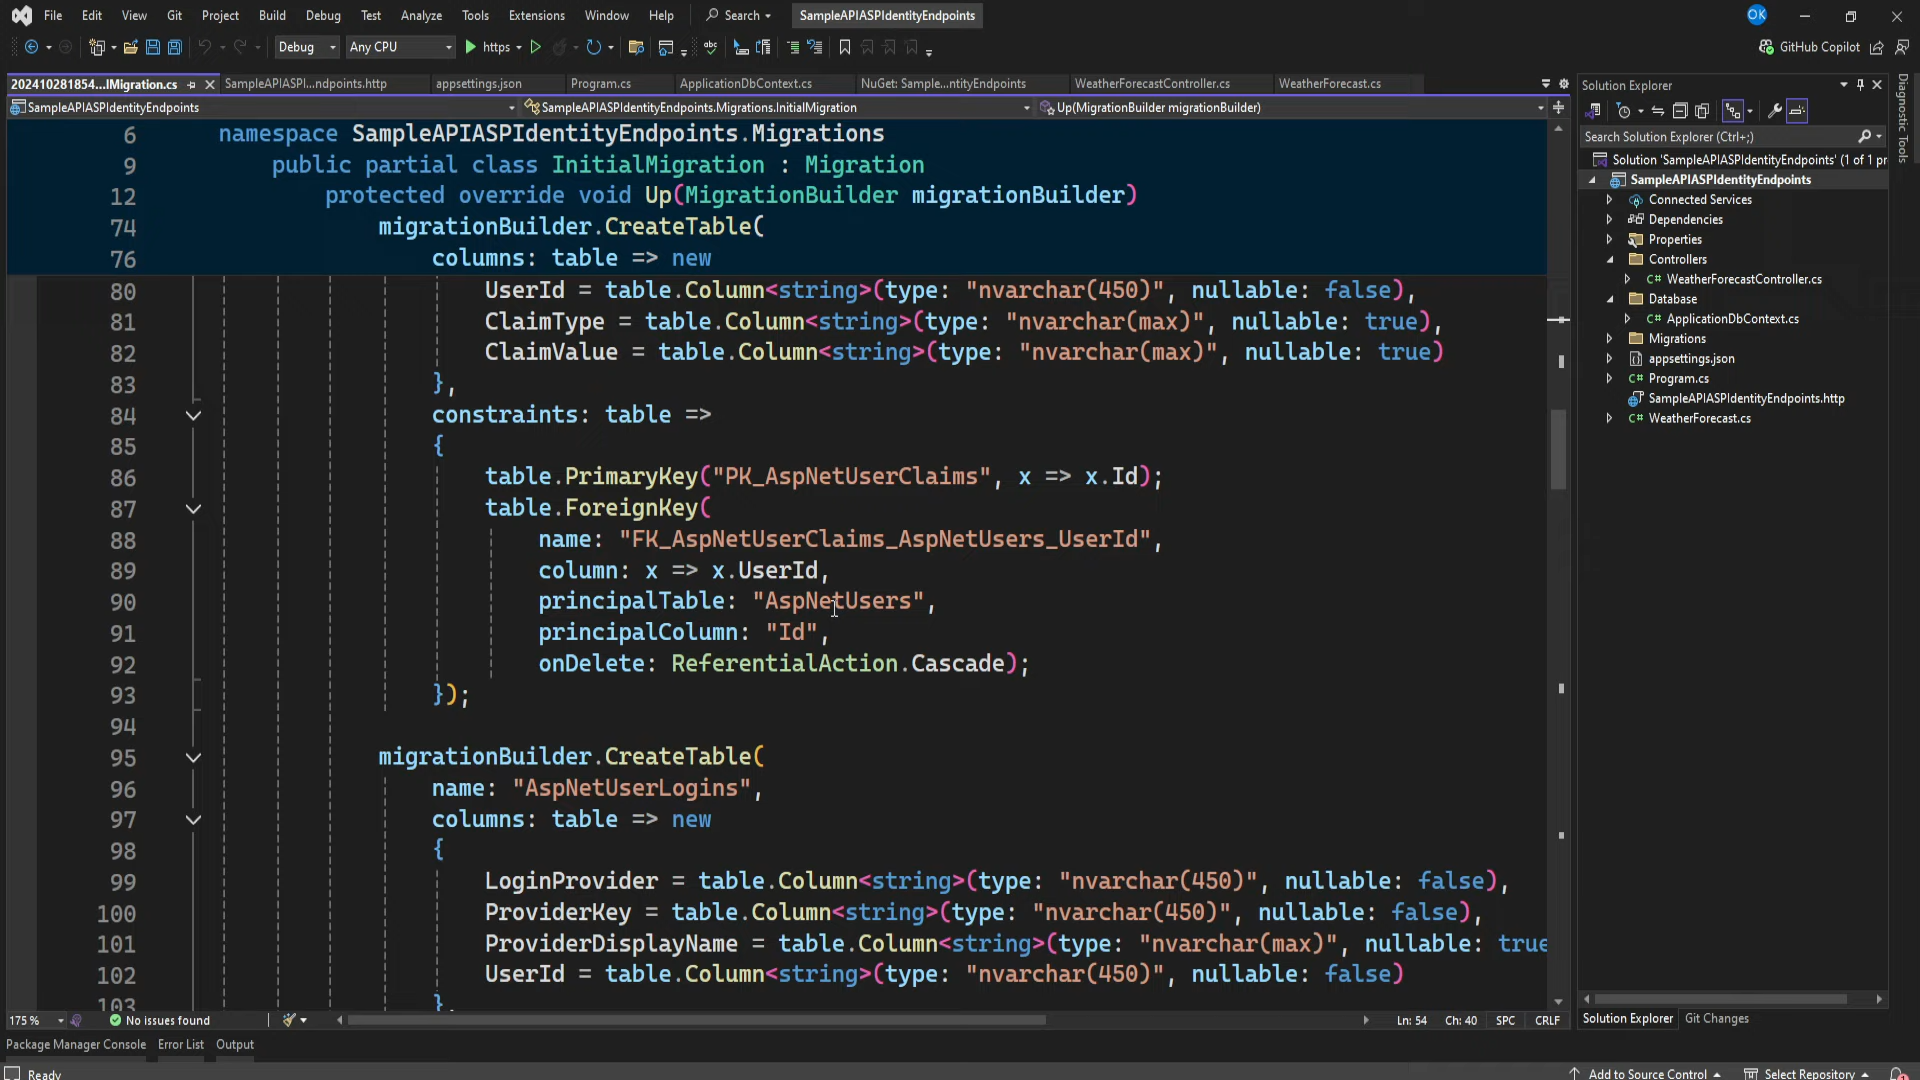 File Edit View Git Project Build Debug Test Analyze Tools Extensions Window Help Search SampleAPIASPIdentityEndpoints OK
Debug Any CPU https GitHub Copilot
202410281854...lMigration.cs SampleAPIASPI...ndpoints.http appsettings.json Program.cs ApplicationDbContext.cs NuGet: Sample...ntityEndpoints WeatherForecastController.cs WeatherForecast.cs
SampleAPIASPIdentityEndpoints SampleAPIASPIdentityEndpoints.Migrations.InitialMigration Up(MigrationBuilder migrationBuilder)
6 namespace SampleAPIASPIdentityEndpoints.Migrations
9 public partial class InitialMigration : Migration
12 protected override void Up(MigrationBuilder migrationBuilder)
74 migrationBuilder.CreateTable(
76 columns: table => new
80 UserId = table.Column<string>(type: "nvarchar(450)", nullable: false),
81 ClaimType = table.Column<string>(type: "nvarchar(max)", nullable: true),
82 ClaimValue = table.Column<string>(type: "nvarchar(max)", nullable: true)
83 },
84 constraints: table =>
85 {
86 table.PrimaryKey("PK_AspNetUserClaims", x => x.Id);
87 table.ForeignKey(
88 name: "FK_AspNetUserClaims_AspNetUsers_UserId",
89 column: x => x.UserId,
90 principalTable: "AspNetUsers",
91 principalColumn: "Id",
92 onDelete: ReferentialAction.Cascade);
93 });
94
95 migrationBuilder.CreateTable(
96 name: "AspNetUserLogins",
97 columns: table => new
98 {
99 LoginProvider = table.Column<string>(type: "nvarchar(450)", nullable: false),
100 ProviderKey = table.Column<string>(type: "nvarchar(450)", nullable: false),
101 ProviderDisplayName = table.Column<string>(type: "nvarchar(max)", nullable: true
102 UserId = table.Column<string>(type: "nvarchar(450)", nullable: false)
103 },
175 % No issues found Ln: 54 Ch: 40 SPC CRLF
Package Manager Console Error List Output
Ready Add to Source Control Select Repository
Solution Explorer
Search Solution Explorer (Ctrl+;)
Solution 'SampleAPIASPIdentityEndpoints' (1 of 1 pr
SampleAPIASPIdentityEndpoints
Connected Services
Dependencies
Properties
Controllers
C# WeatherForecastController.cs
Database
C# ApplicationDbContext.cs
Migrations
appsettings.json
C# Program.cs
SampleAPIASPIdentityEndpoints.http
C# WeatherForecast.cs
Solution Explorer Git Changes
Diagnostic Tools